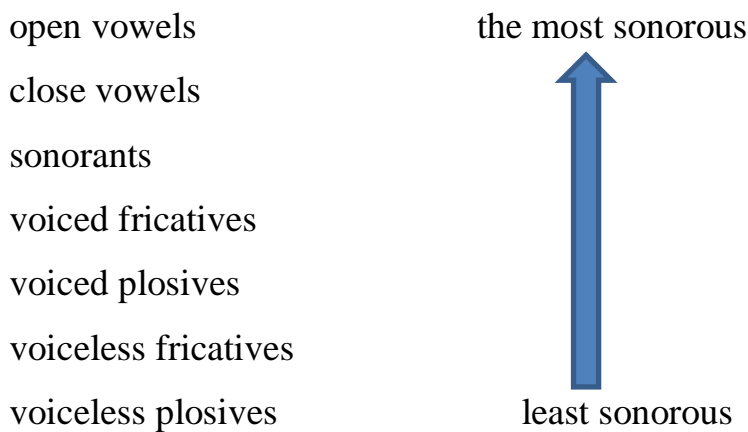 open vowels the most sonorous
close vowels
sonorants
voiced fricatives
voiced plosives
voiceless fricatives
voiceless plosives least sonorous